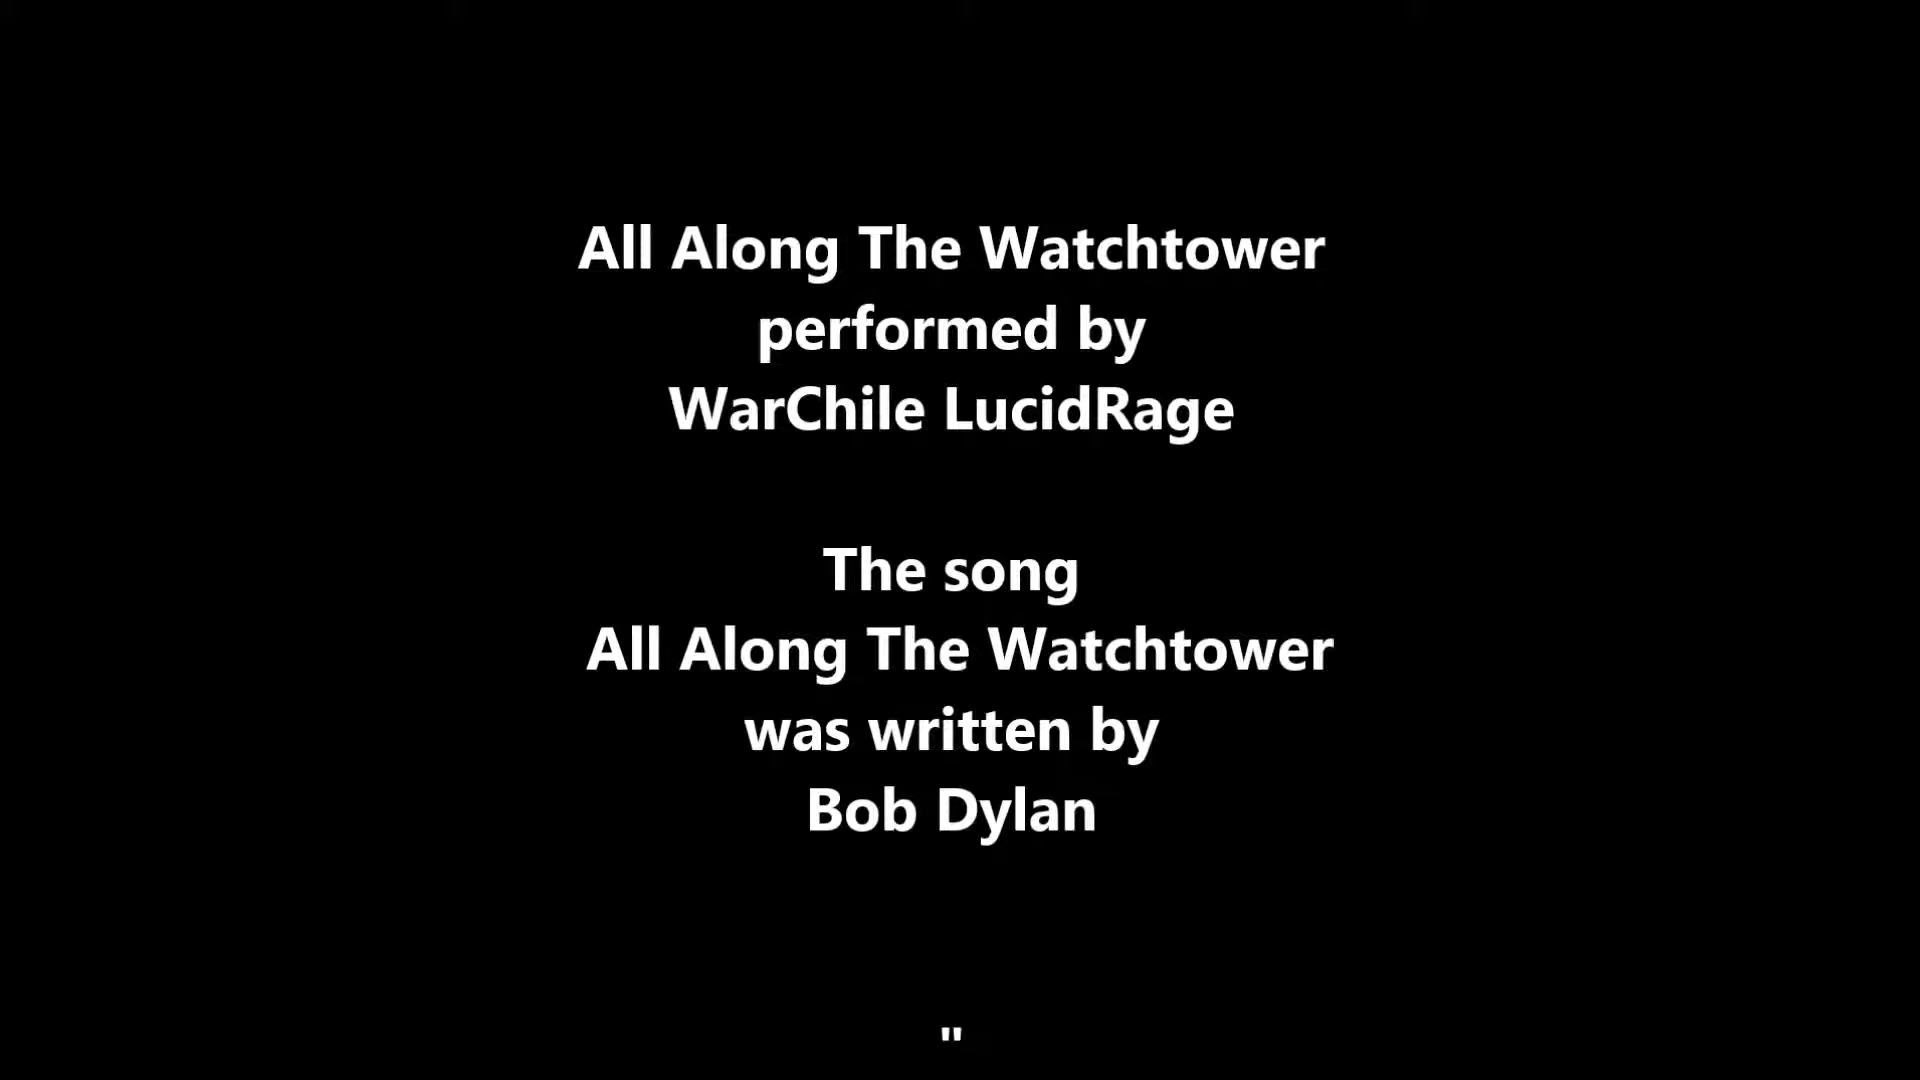 All Along The Watchtower
performed by
WarChile LucidRage
The song
All Along The Watchtower
was written by
Bob Dylan
"